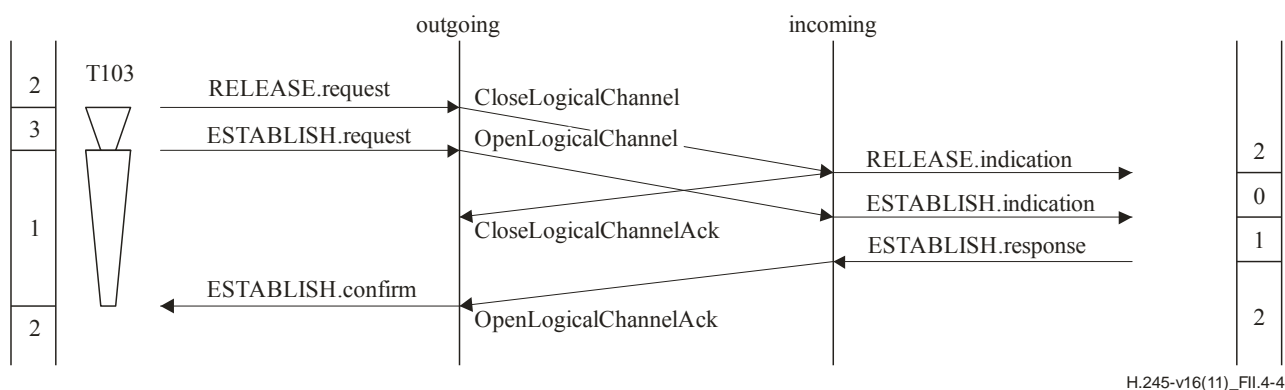 outgoing
incoming
T103
2
RELEASE.request
CloseLogicalChannel
3
ESTABLISH.request
OpenLogicalChannel
RELEASE.indication
2
ESTABLISH.indication
0
1
CloseLogicalChannelAck
ESTABLISH.response
1
ESTABLISH.confirm
OpenLogicalChannelAck
2
2
H.245-v16(11)_FII.4-4